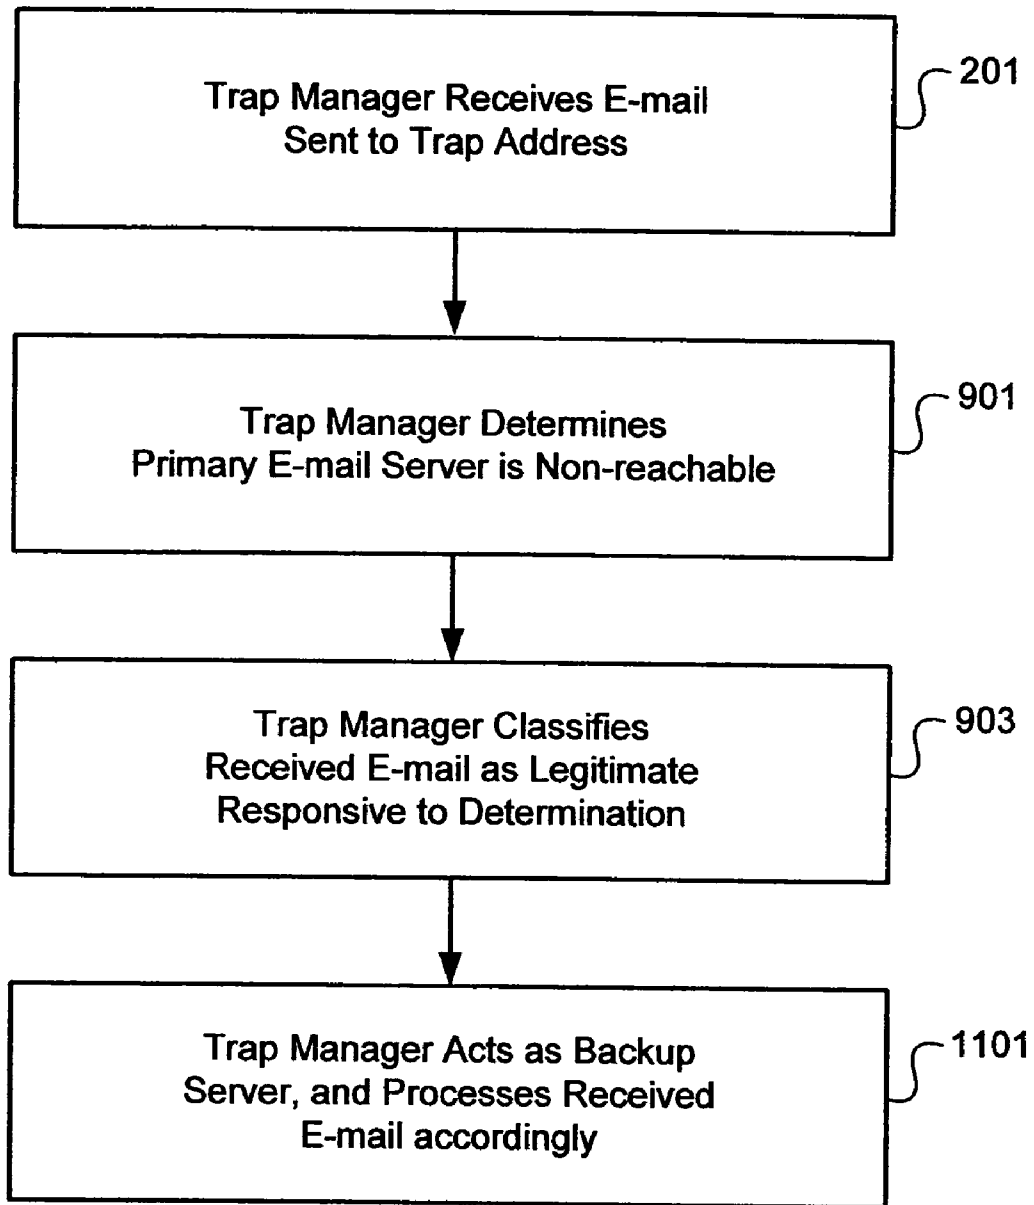 Trap Manager Receives E-mail
Sent to Trap Address
201
Trap Manager Determines
Primary E-mail Server is Non-reachable
901
Trap Manager Classifies
Received E-mail as Legitimate
Responsive to Determination
903
Trap Manager Acts as Backup
Server, and Processes Received
E-mail accordingly
1101